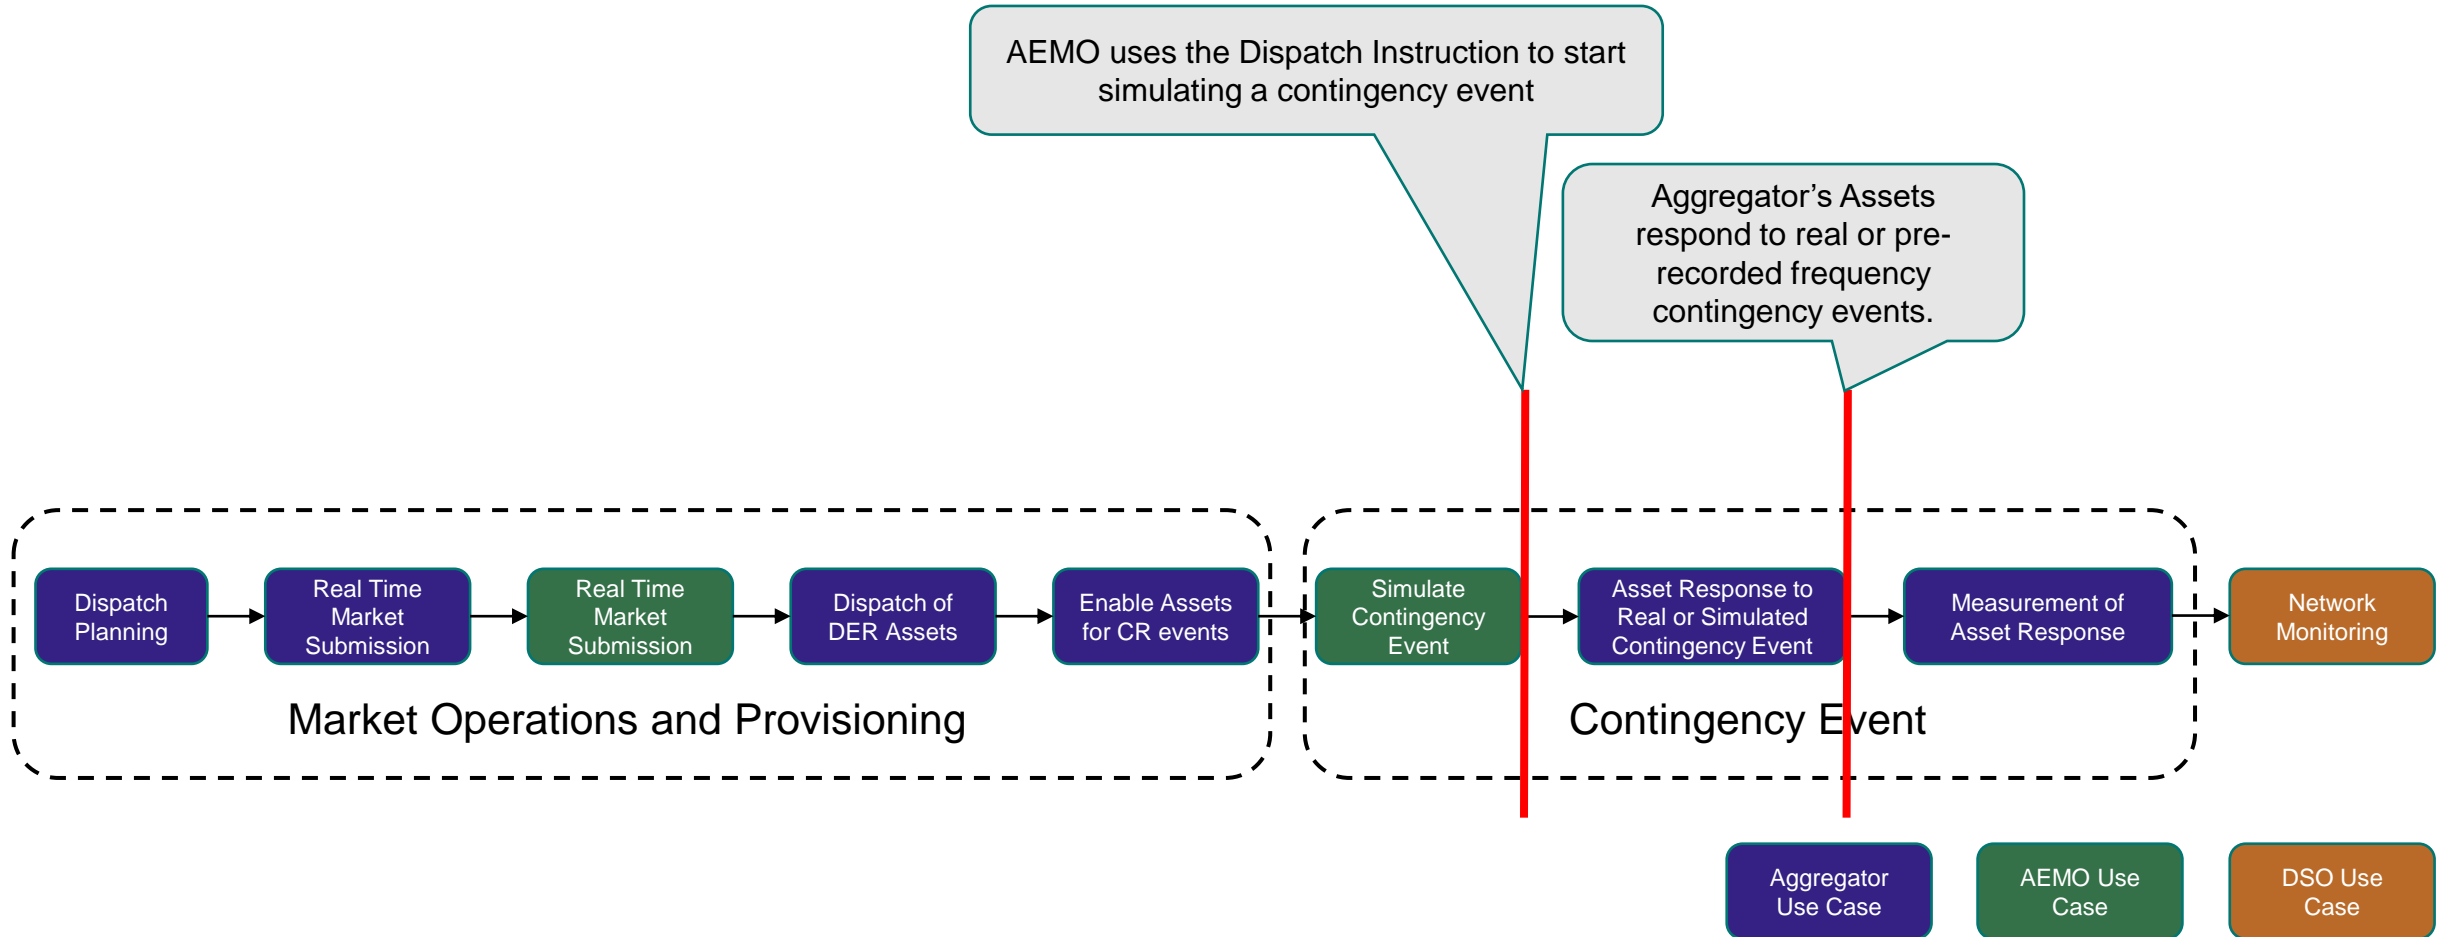 AEMO uses the Dispatch Instruction to start
simulating a contingency event
Aggregator’s Assets
respond to real or pre-
recorded frequency
contingency events.
Dispatch
Planning
Real Time
Market
Submission
Real Time
Market
Submission
Dispatch of
DER Assets
Enable Assets
for CR events
Simulate
Contingency
Event
Asset Response to
Real or Simulated
Contingency Event
Measurement of
Asset Response
Network
Monitoring
Market Operations and Provisioning
Contingency Event
Aggregator
Use Case
AEMO Use
Case
DSO Use
Case